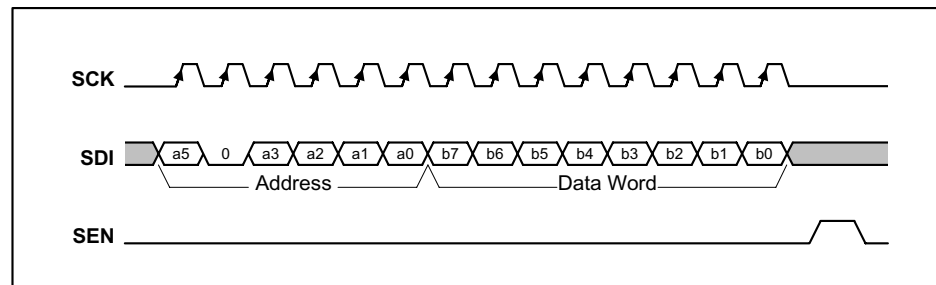 SCK
SDI a5 0 a3 a2 a1 a0 b7 b6 b5 b4 b3 b2 b1 b0
Address Data Word
SEN